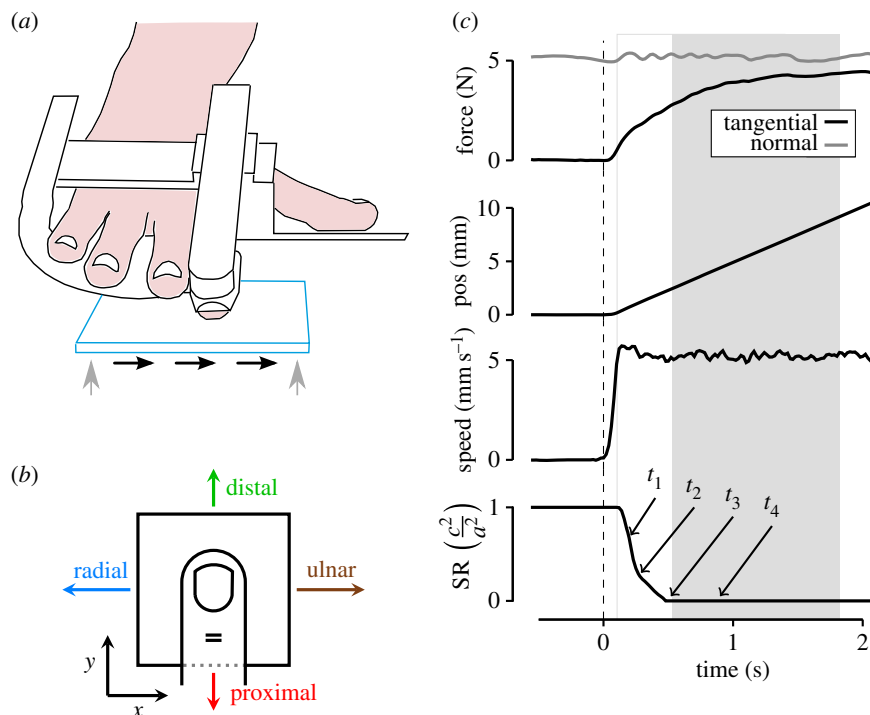 (a)
(b)
distal
radial
ulnar
=
y
proximal
x
(c)
force (N)
5
0
tangential
normal
pos (mm)
10
5
0
speed (mm s⁻¹)
5
0
SR (c²/a²)
1
0
t₁
t₂
t₃
t₄
0
1
2
time (s)